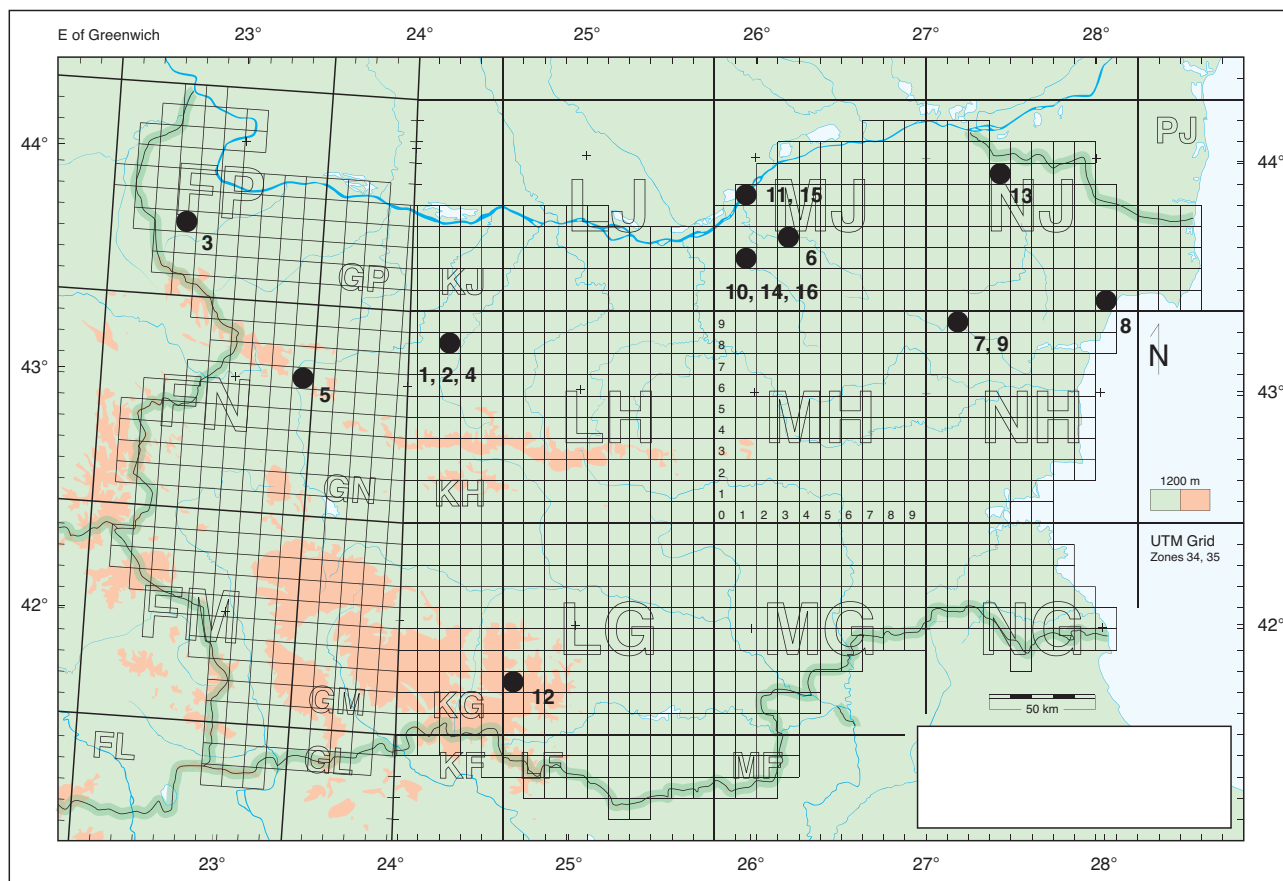 E of Greenwich 23° 24° 25° 26° 27° 28°
PJ
44° 44°
FP LJ MJ NJ
11, 15 13
3 6
GP KJ
10, 14, 16
9 8
8 7, 9
N
43° 1, 2, 4 43°
7
5 6
FN LH MH NH
5
4
3
2
GN KH 1200 m
1
0 1 2 3 4 5 6 7 8 9
UTM Grid
Zones 34, 35
42° 42°
FM LG MG NG
12
GM KG
50 km
FL GL KF LF MF
23° 24° 25° 26° 27° 28°